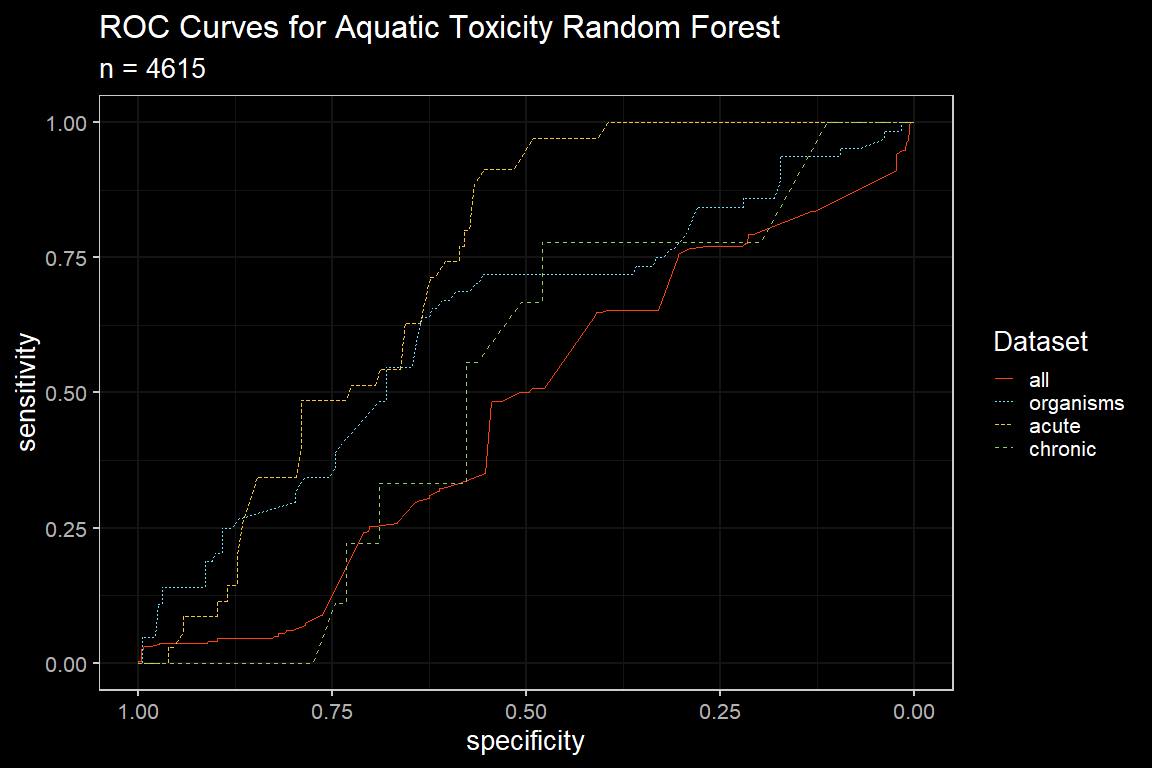 ROC Curves for Aquatic Toxicity Random Forest
n = 4615
1.00
0.75
0.50
0.25
0.00
sensitivity
1.00 0.75 0.50 0.25 0.00
specificity
Dataset
all
organisms
acute
chronic